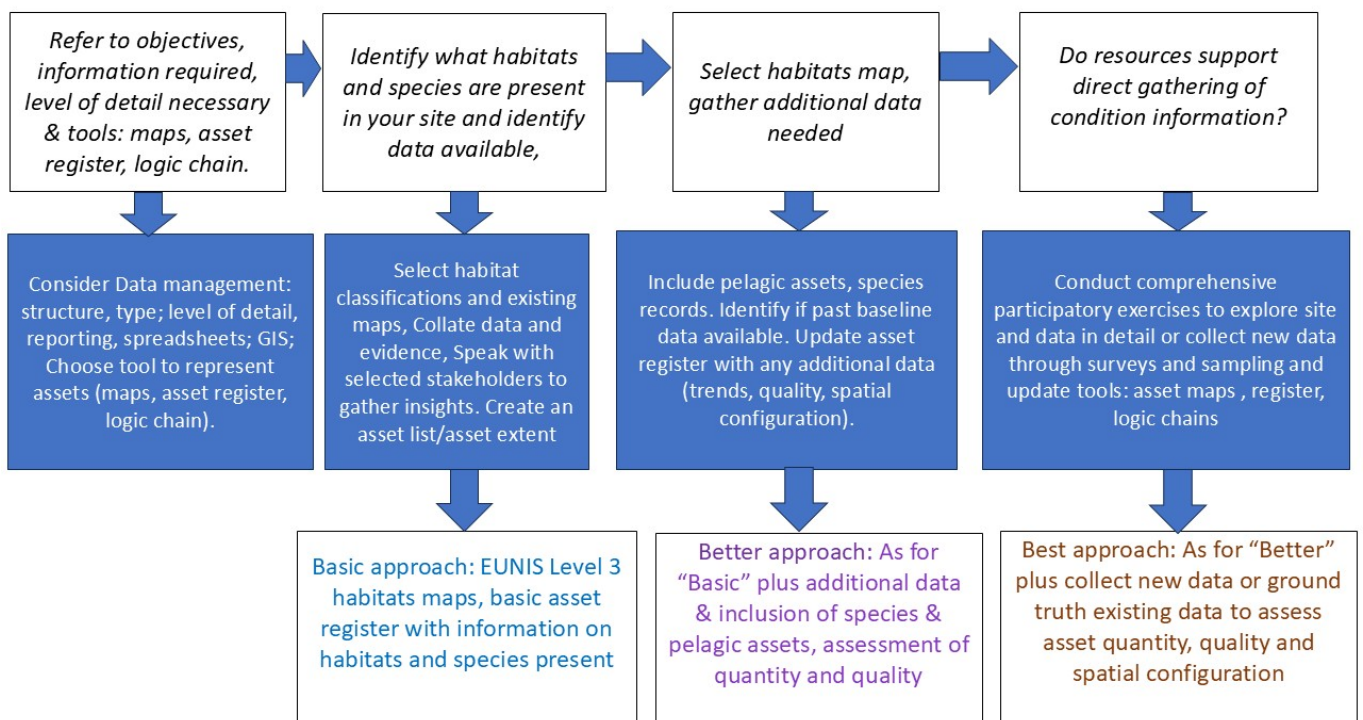 Refer to objectives,
information required,
level of detail necessary
& tools: maps, asset
register, logic chain.
Identify what habitats
and species are present
in your site and identify
data available,
Select habitats map,
gather additional data
needed
Do resources support
direct gathering of
condition information?
Consider Data management:
structure, type; level of detail,
reporting, spreadsheets; GIS;
Choose tool to represent
assets (maps, asset register,
logic chain).
Select habitat
classifications and existing
maps, Collate data and
evidence, Speak with
selected stakeholders to
gather insights. Create an
asset list/asset extent
Include pelagic assets, species
records. Identify if past baseline
data available. Update asset
register with any additional data
(trends, quality, spatial
configuration).
Conduct comprehensive
participatory exercises to explore site
and data in detail or collect new data
through surveys and sampling and
update tools: asset maps , register,
logic chains
Basic approach: EUNIS Level 3
habitats maps, basic asset
register with information on
habitats and species present
Better approach: As for
“Basic” plus additional data
& inclusion of species &
pelagic assets, assessment of
quantity and quality
Best approach: As for “Better”
plus collect new data or ground
truth existing data to assess
asset quantity, quality and
spatial configuration